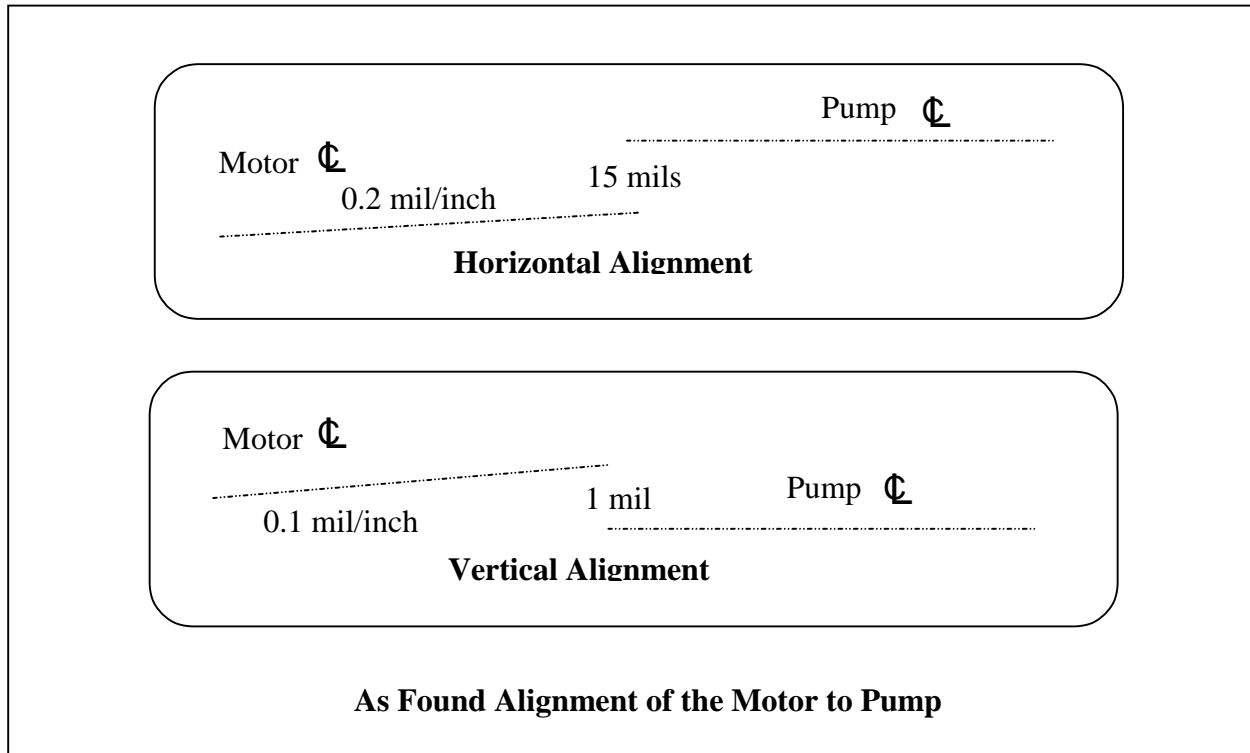 Pump ℄
Motor ℄
15 mils
0.2 mil/inch
Horizontal Alignment
Motor ℄
Pump ℄
1 mil
0.1 mil/inch
Vertical Alignment
As Found Alignment of the Motor to Pump